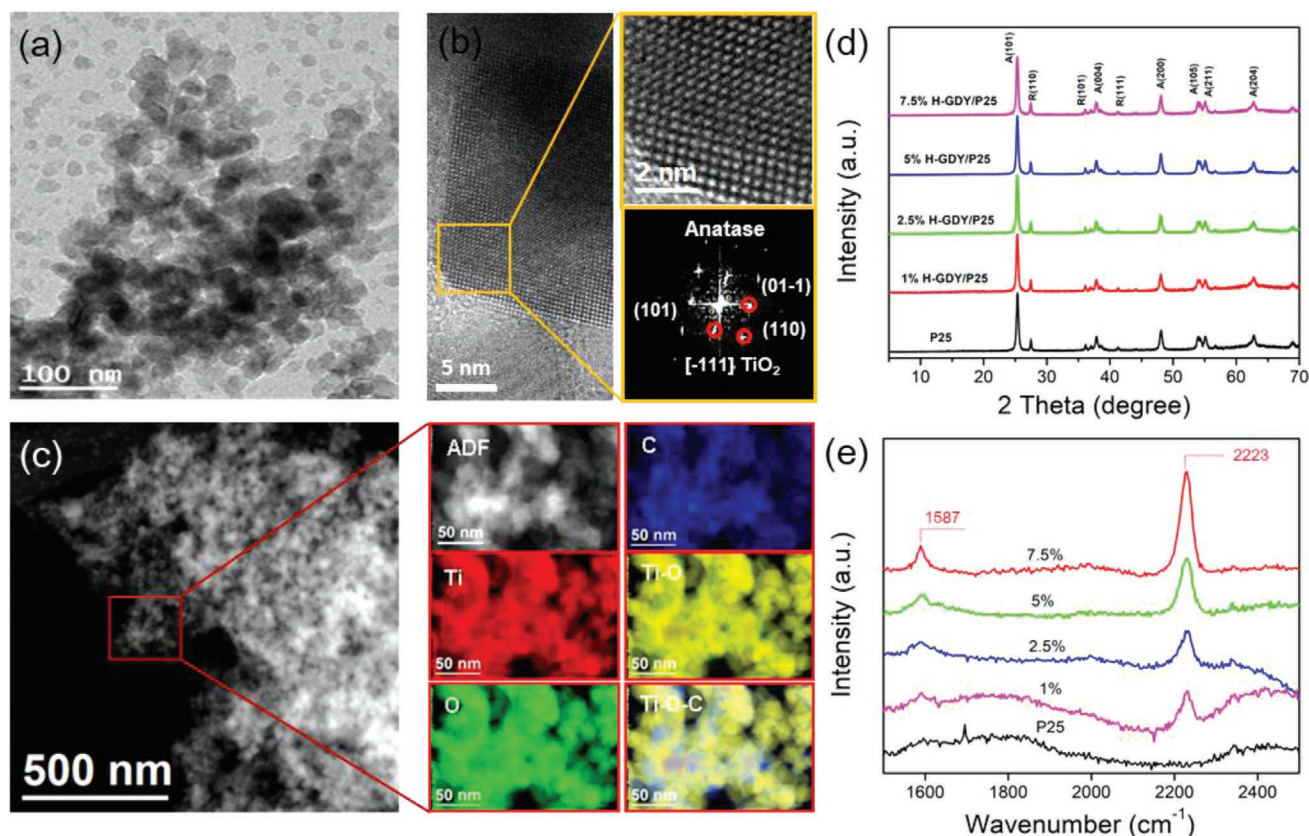 (a)
100 nm
(b)
5 nm
2 nm
Anatase
(01-1)
(101)
(110)
[-111] TiO2
(c)
500 nm
ADF
50 nm
C
50 nm
Ti
50 nm
Ti-O
50 nm
O
50 nm
Ti-O-C
50 nm
(d)
A(101)
R(110)
R(101)
A(004)
R(111)
A(200)
A(105)
A(211)
A(204)
7.5% H-GDY/P25
5% H-GDY/P25
2.5% H-GDY/P25
1% H-GDY/P25
P25
Intensity (a.u.)
10 20 30 40 50 60 70
2 Theta (degree)
(e)
2223
1587
7.5%
5%
2.5%
1%
P25
Intensity (a.u.)
1600 1800 2000 2200 2400
Wavenumber (cm-1)